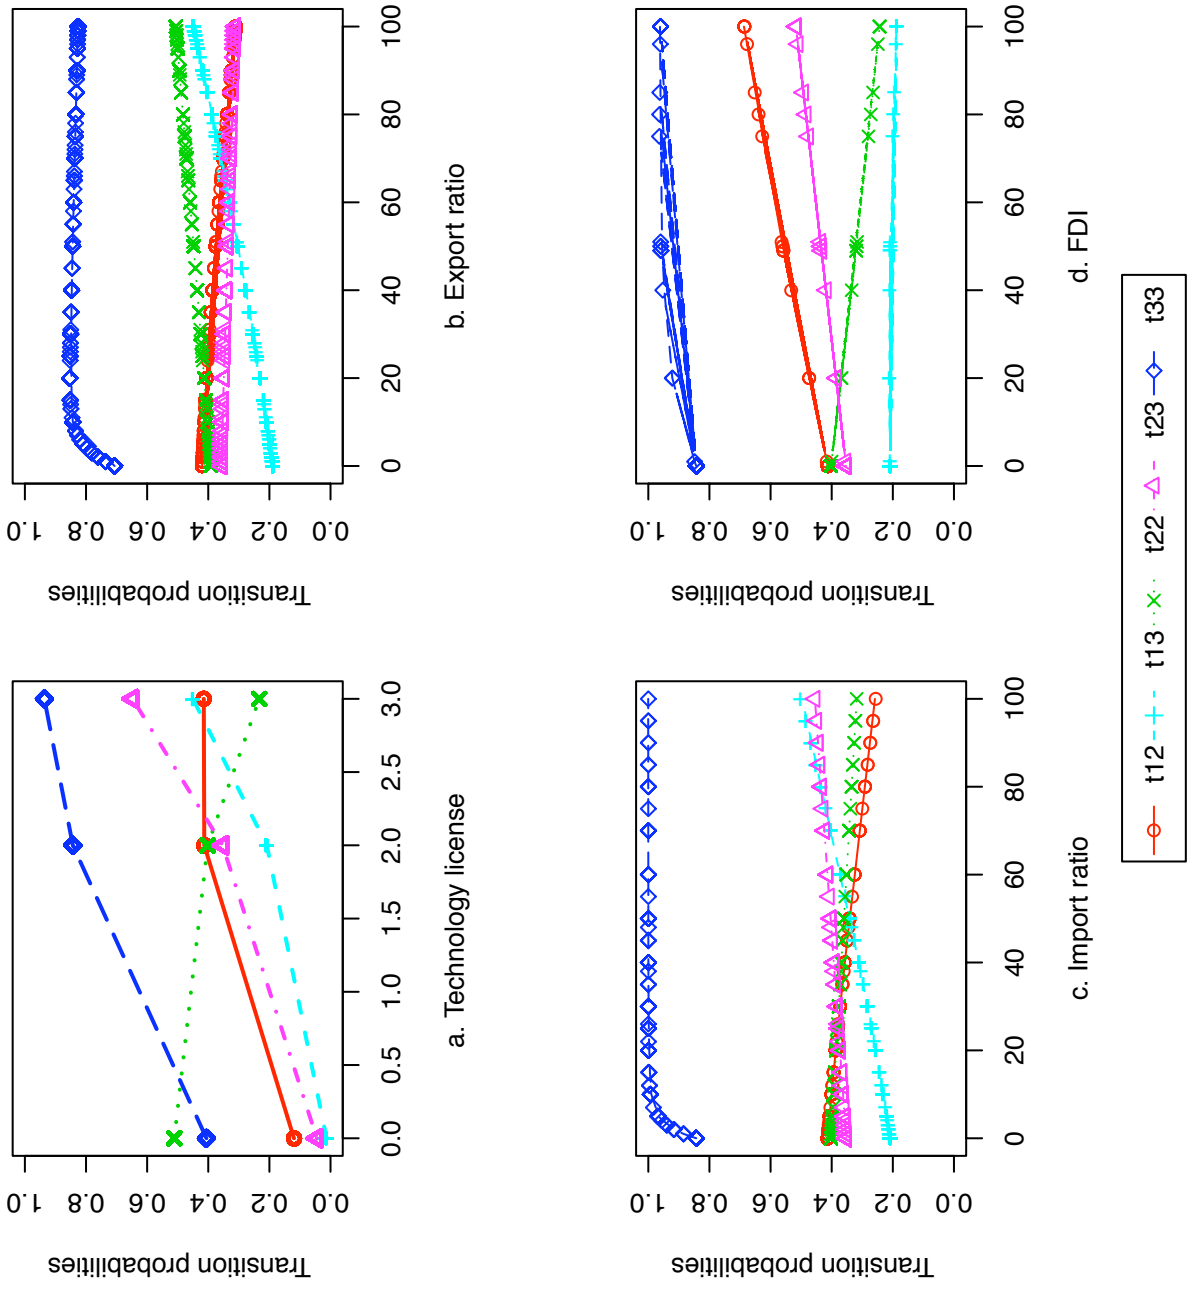 Transition probabilities
1.0
0.8
0.6
0.4
0.2
0.0
0.0 0.5 1.0 1.5 2.0 2.5 3.0
a. Technology license
Transition probabilities
1.0
0.8
0.6
0.4
0.2
0.0
0 20 40 60 80 100
b. Export ratio
Transition probabilities
1.0
0.8
0.6
0.4
0.2
0.0
0 20 40 60 80 100
c. Import ratio
Transition probabilities
1.0
0.8
0.6
0.4
0.2
0.0
0 20 40 60 80 100
d. FDI
t12 t13 t22 t23 t33